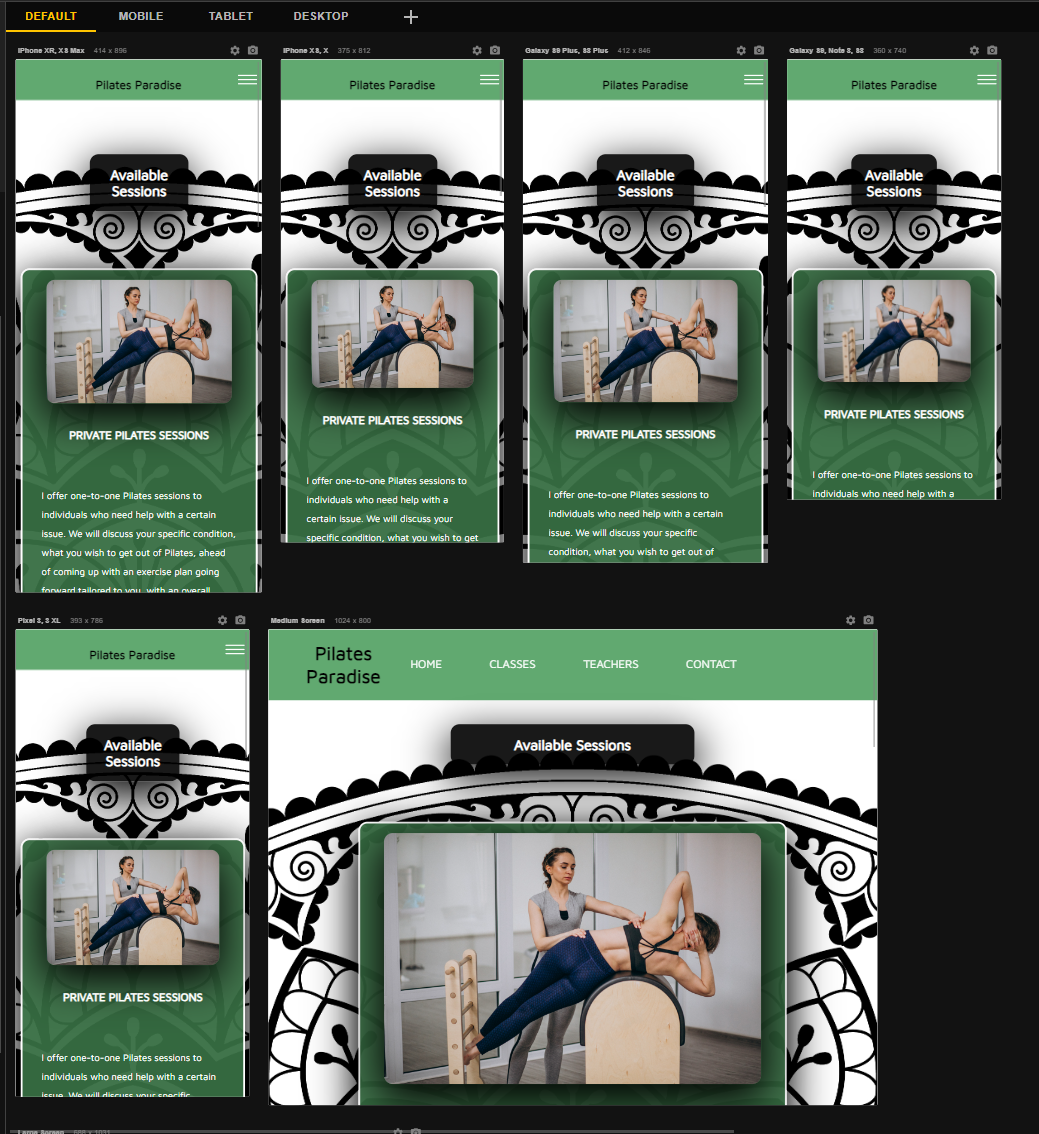 DEFAULT MOBILE TABLET DESKTOP +
iPhone XR, XS Max 414 x 896
Pilates Paradise
Available
Sessions
PRIVATE PILATES SESSIONS
I offer one-to-one Pilates sessions to
individuals who need help with a certain
issue. We will discuss your specific condition,
what you wish to get out of Pilates, ahead
of coming up with an exercise plan going
forward tailored to you, with an overall
iPhone XS, X 375 x 812
Pilates Paradise
Available
Sessions
PRIVATE PILATES SESSIONS
I offer one-to-one Pilates sessions to
individuals who need help with a
certain issue. We will discuss your
specific condition, what you wish to get
Galaxy S9 Plus, S8 Plus 412 x 846
Pilates Paradise
Available
Sessions
PRIVATE PILATES SESSIONS
I offer one-to-one Pilates sessions to
individuals who need help with a certain
issue. We will discuss your specific
condition, what you wish to get out of
Galaxy S9, Note 8, S8 360 x 740
Pilates Paradise
Available
Sessions
PRIVATE PILATES SESSIONS
I offer one-to-one Pilates sessions to
individuals who need help with a
Pixel 3, 3 XL 393 x 786
Pilates Paradise
Available
Sessions
PRIVATE PILATES SESSIONS
I offer one-to-one Pilates sessions to
individuals who need help with a certain
issue. We will discuss your specific
Medium Screen 1024 x 800
Pilates
Paradise
HOME CLASSES TEACHERS CONTACT
Available Sessions
Large Screen